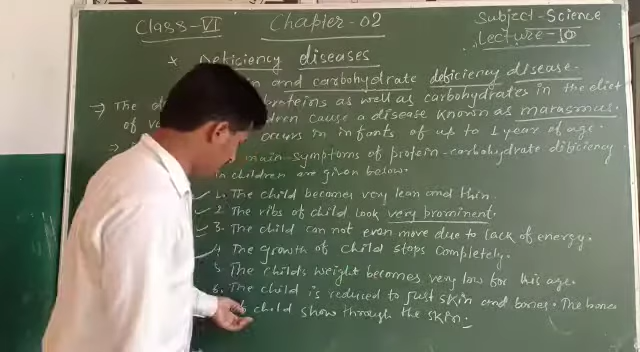 Class-VI Chapter-02 Subject-Science
Lecture-10
* Deficiency diseases
in and carbohydrate deficiency disease.
→ The proteins as well as carbohydrates in the diet
of children cause a disease known as marasmus.
occurs in infants of up to 1 year of age.
main symptoms of protein-carbohydrate dificiency
in children are given below.
1. The child becomes very lean and thin.
2. The ribs of child look very prominent.
3. The child can not even move due to lack of energy.
4. The growth of child stops completely.
5. The child's weight becomes very low for his age.
6. The child is reduced to just skin and bones. The bones
child show through the skin.